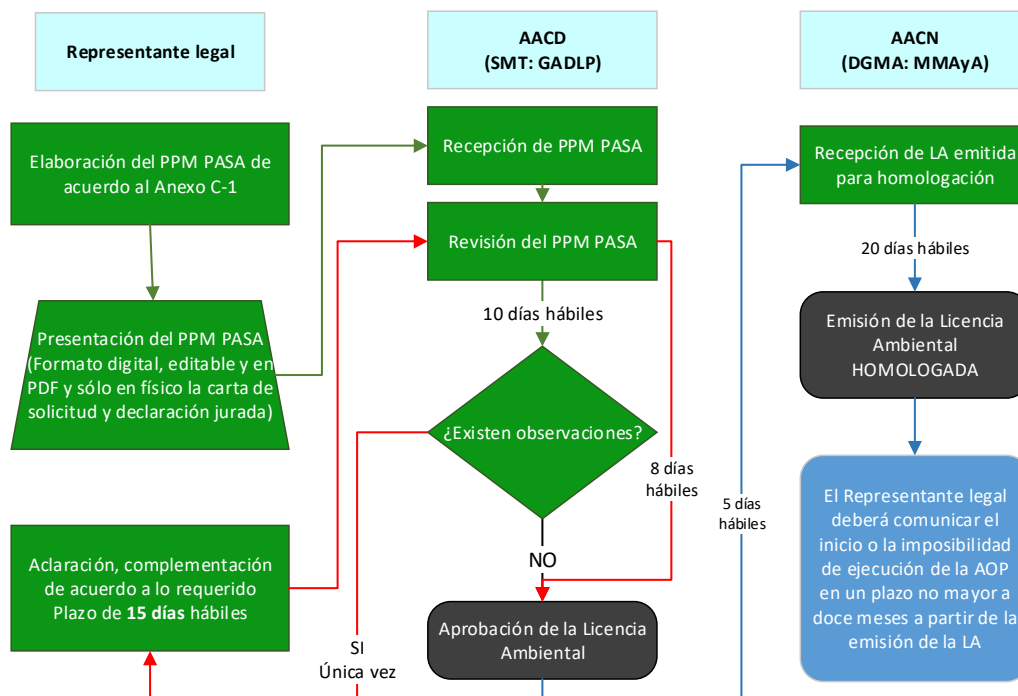 Representante legal
AACD
(SMT: GADLP)
AACN
(DGMA: MMAyA)
Elaboración del PPM PASA de
acuerdo al Anexo C-1
Recepción de PPM PASA
Recepción de LA emitida
para homologación
Revisión del PPM PASA
20 días hábiles
10 días hábiles
Presentación del PPM PASA
(Formato digital, editable y en
PDF y sólo en físico la carta de
solicitud y declaración jurada)
Emisión de la Licencia
Ambiental
HOMOLOGADA
¿Existen observaciones?
8 días
hábiles
5 días
hábiles
El Representante legal
deberá comunicar el
inicio o la imposibilidad
de ejecución de la AOP
en un plazo no mayor a
doce meses a partir de la
emisión de la LA
Aclaración, complementación
de acuerdo a lo requerido
Plazo de 15 días hábiles
NO
Aprobación de la Licencia
Ambiental
SI
Única vez